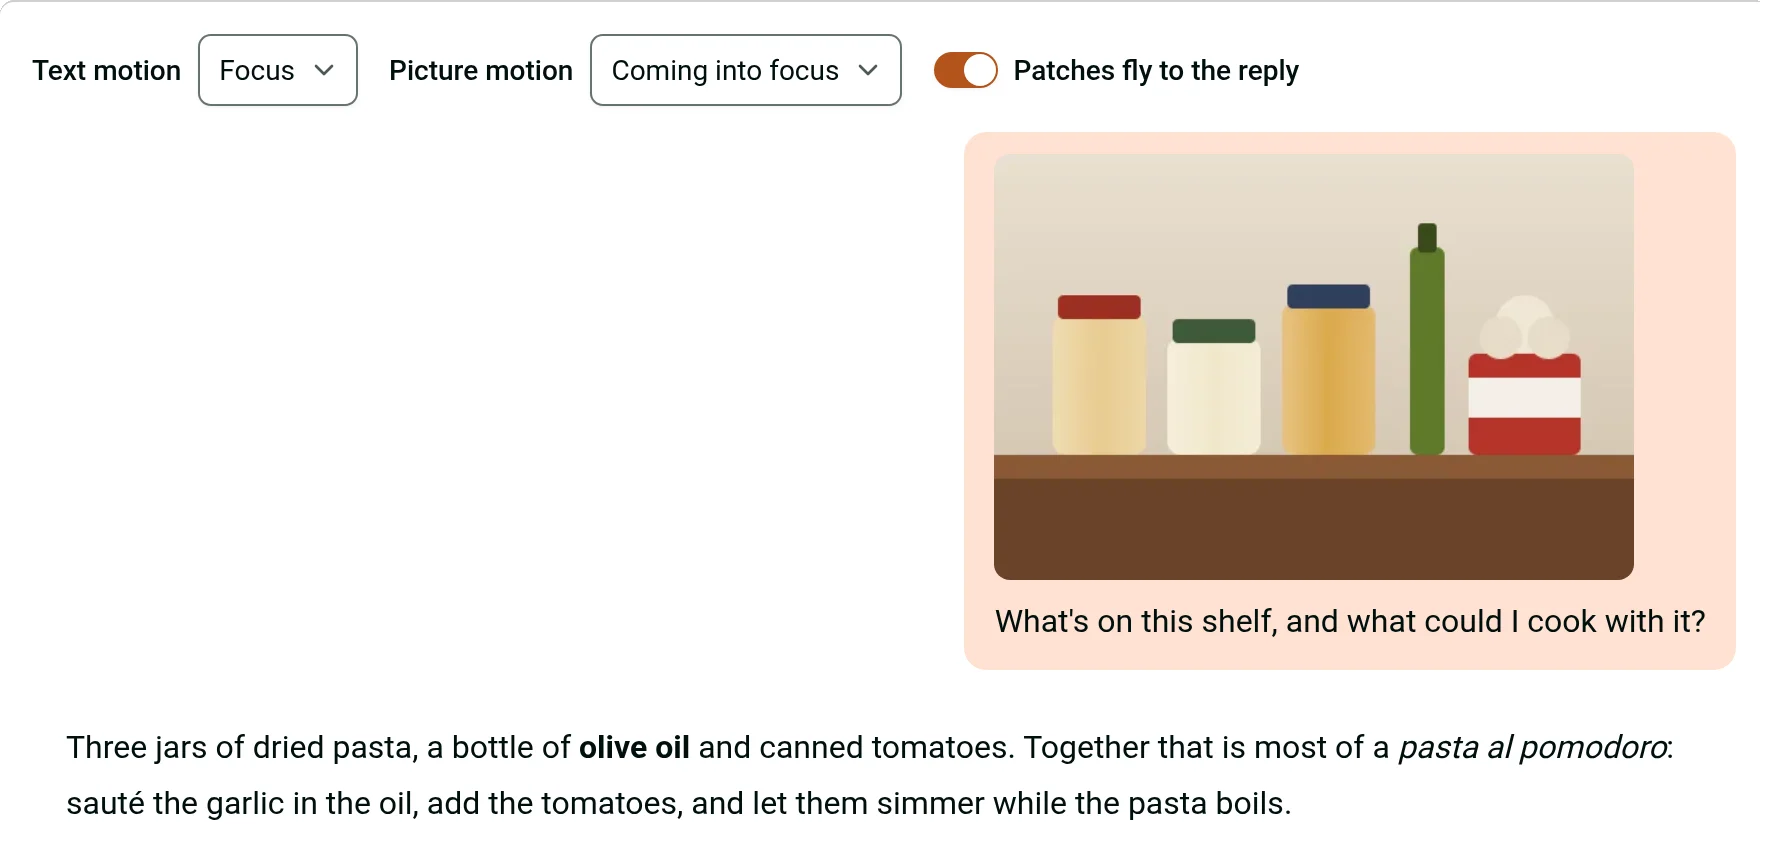 Text motion Focus Picture motion Coming into focus Patches fly to the reply
What's on this shelf, and what could I cook with it?
Three jars of dried pasta, a bottle of olive oil and canned tomatoes. Together that is most of a pasta al pomodoro:
sauté the garlic in the oil, add the tomatoes, and let them simmer while the pasta boils.